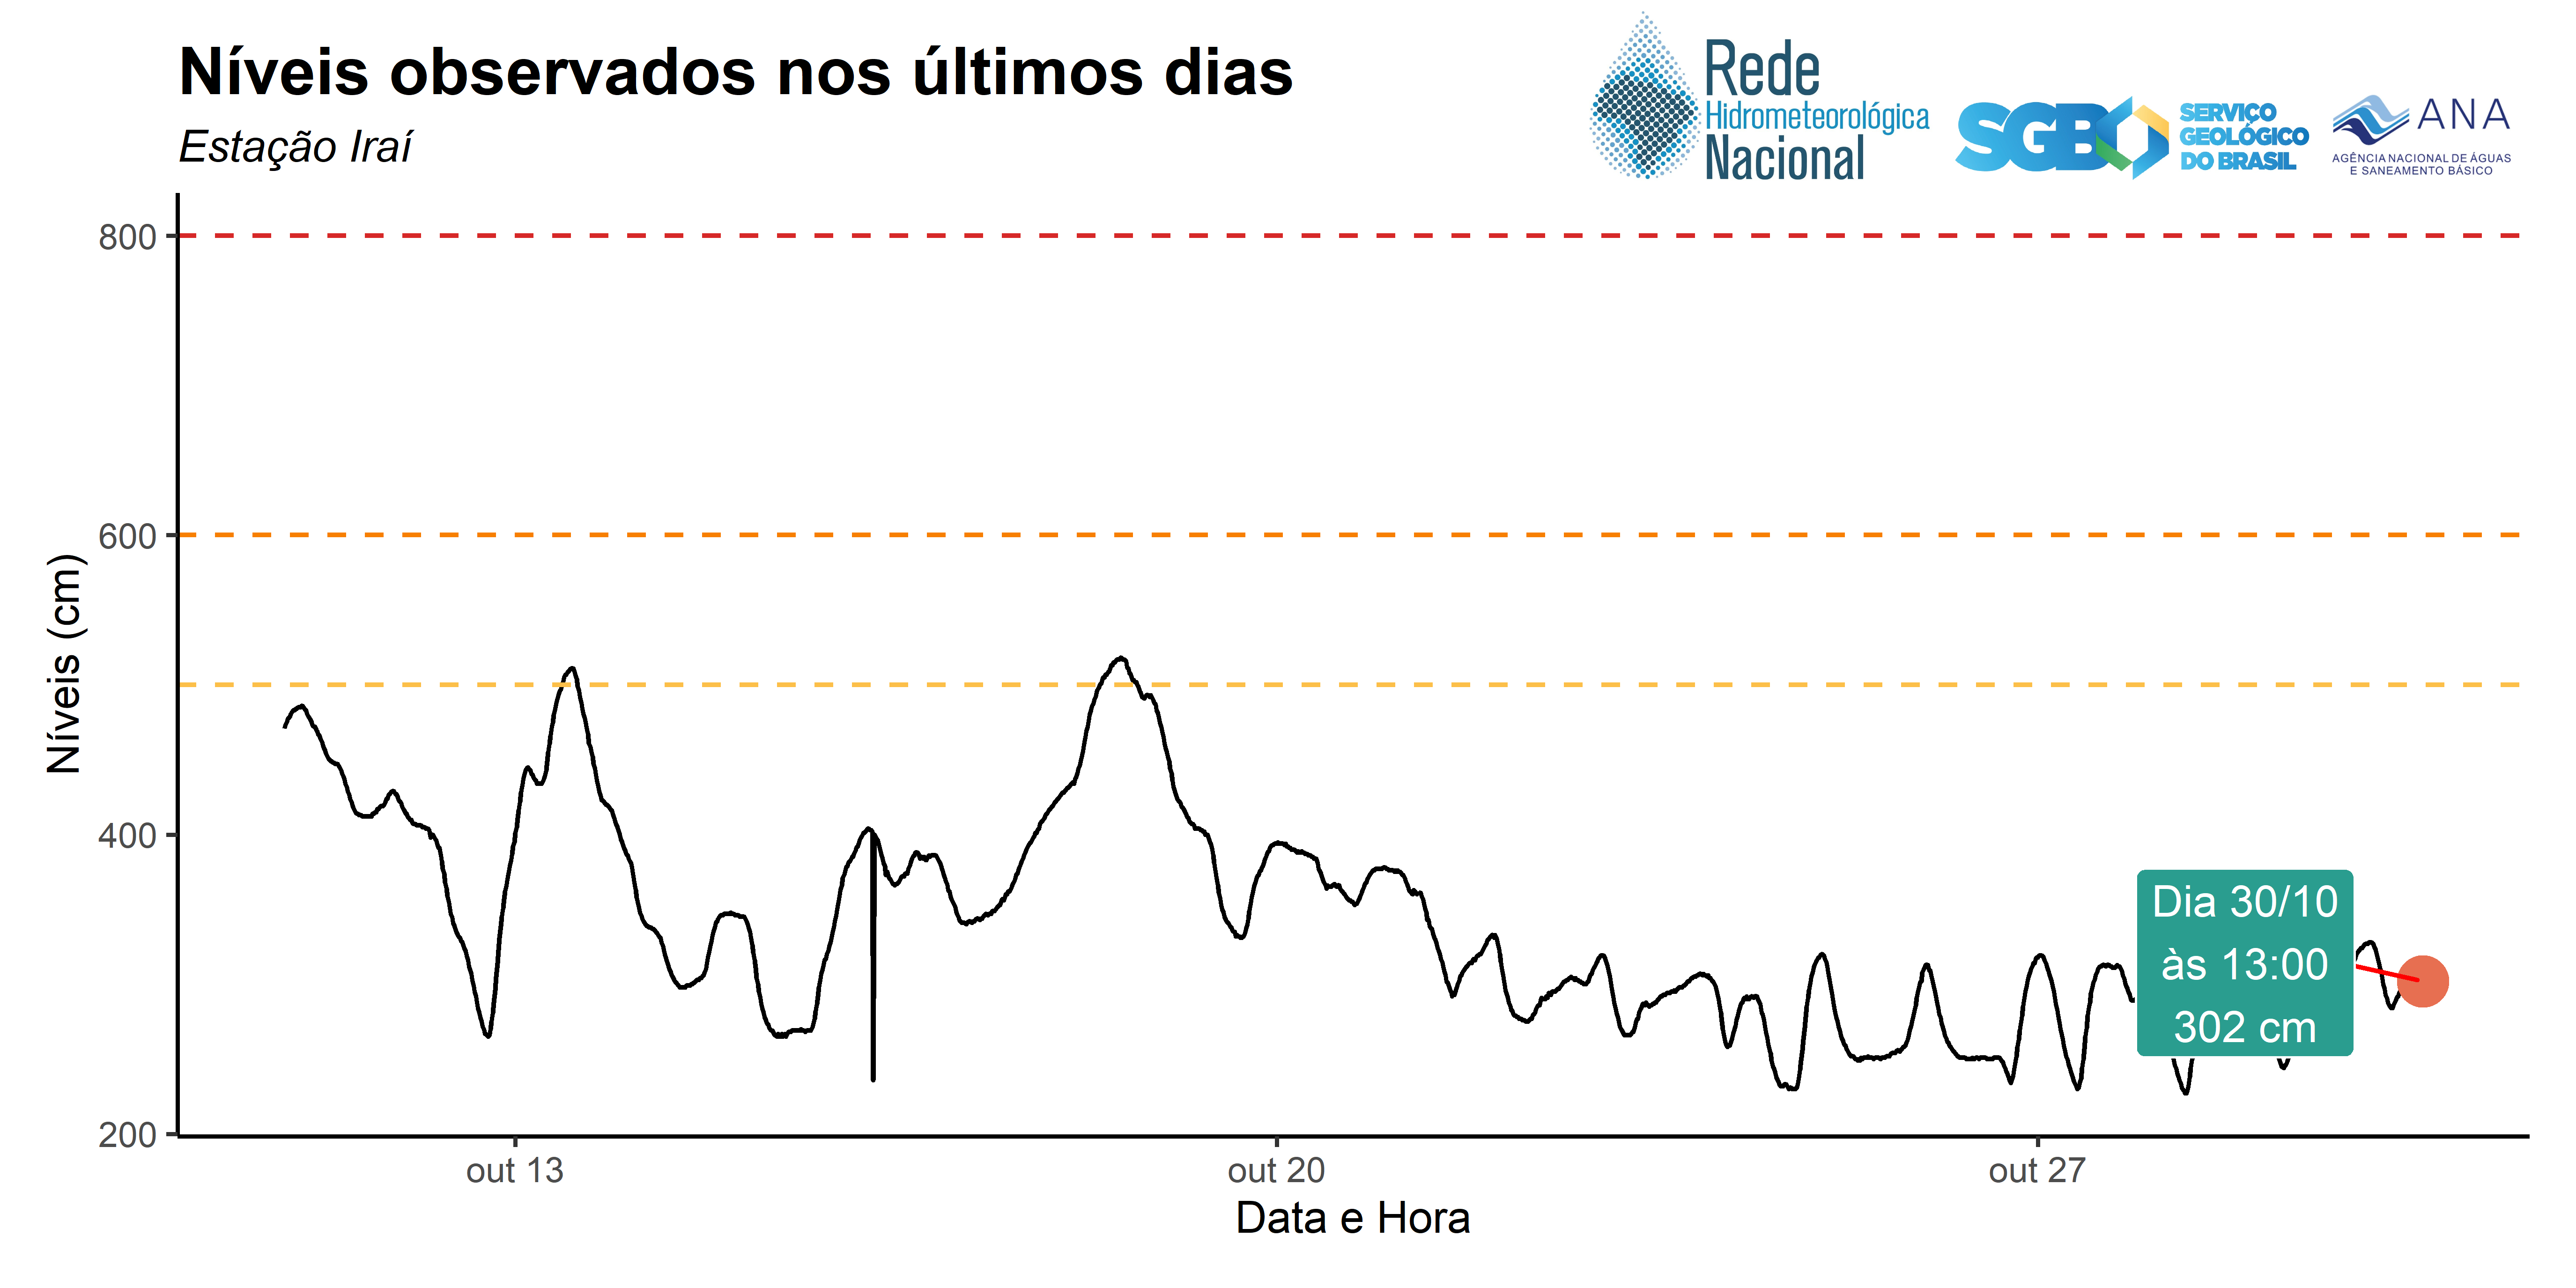 Níveis observados nos últimos dias
Estação Iraí
Rede
Hidrometeorológica
Nacional
SGB
SERVIÇO
GEOLÓGICO
DO BRASIL
ANA
AGÊNCIA NACIONAL DE ÁGUAS
E SANEAMENTO BÁSICO
Níveis (cm)
800
600
400
200
Dia 30/10
às 13:00
302 cm
out 13
out 20
out 27
Data e Hora